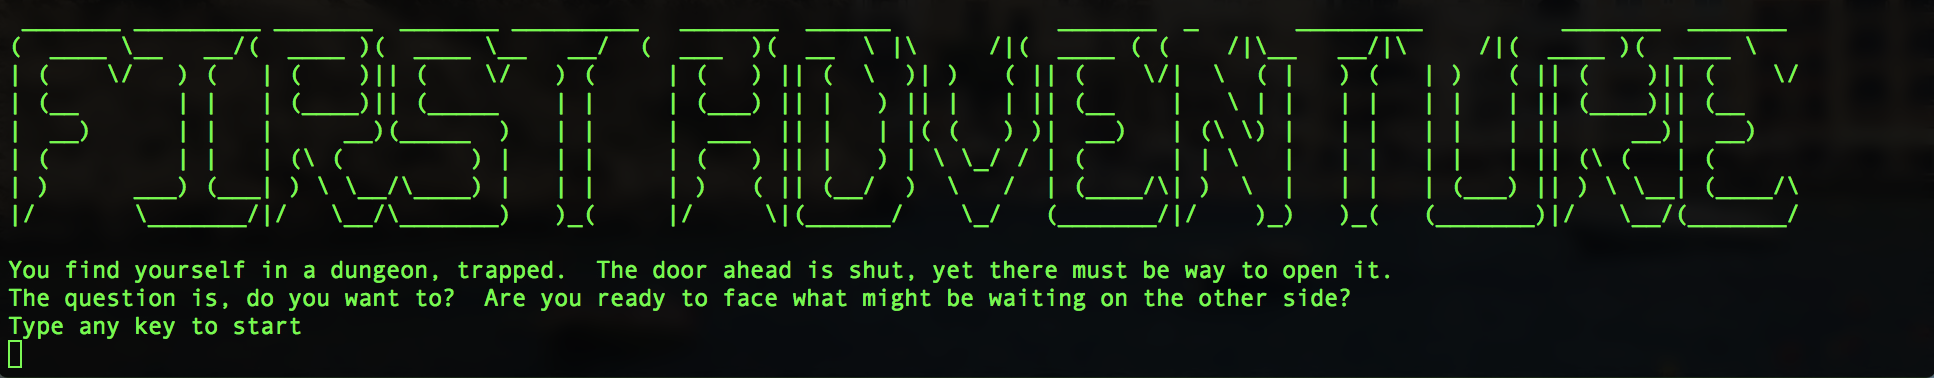 FIRST ADVENTURE
You find yourself in a dungeon, trapped.  The door ahead is shut, yet there must be way to open it.
The question is, do you want to?  Are you ready to face what might be waiting on the other side?
Type any key to start